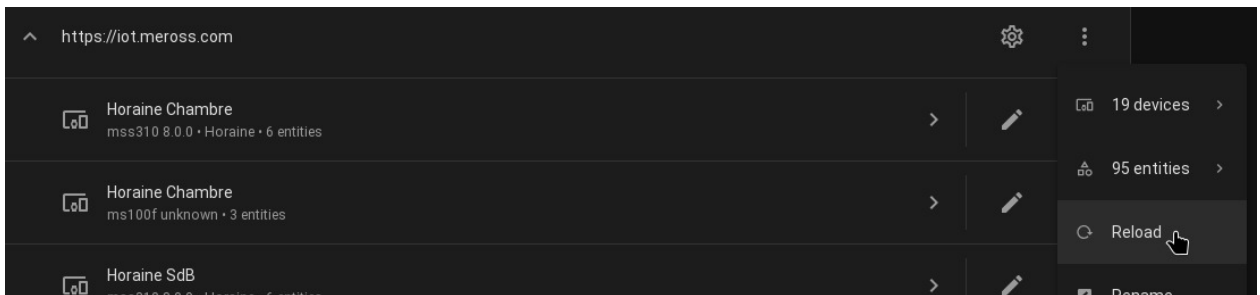 https://iot.meross.com
Horaine Chambre
mss310 8.0.0 • Horaine • 6 entities
19 devices
Horaine Chambre
ms100f unknown • 3 entities
95 entities
Reload
Horaine SdB
Rename